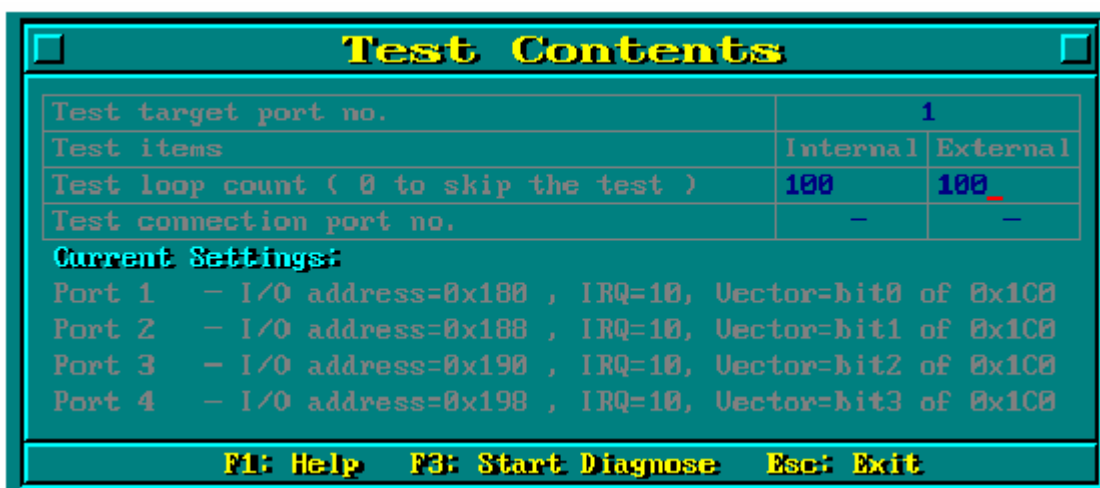 Test Contents
Test target port no. 1
Test items Internal External
Test loop count ( 0 to skip the test ) 100 100_
Test connection port no. — —
Current Settings:
Port 1 — I/O address=0x180 , IRQ=10, Vector=bit0 of 0x1C0
Port 2 — I/O address=0x188 , IRQ=10, Vector=bit1 of 0x1C0
Port 3 — I/O address=0x190 , IRQ=10, Vector=bit2 of 0x1C0
Port 4 — I/O address=0x198 , IRQ=10, Vector=bit3 of 0x1C0
F1: Help F3: Start Diagnose Esc: Exit